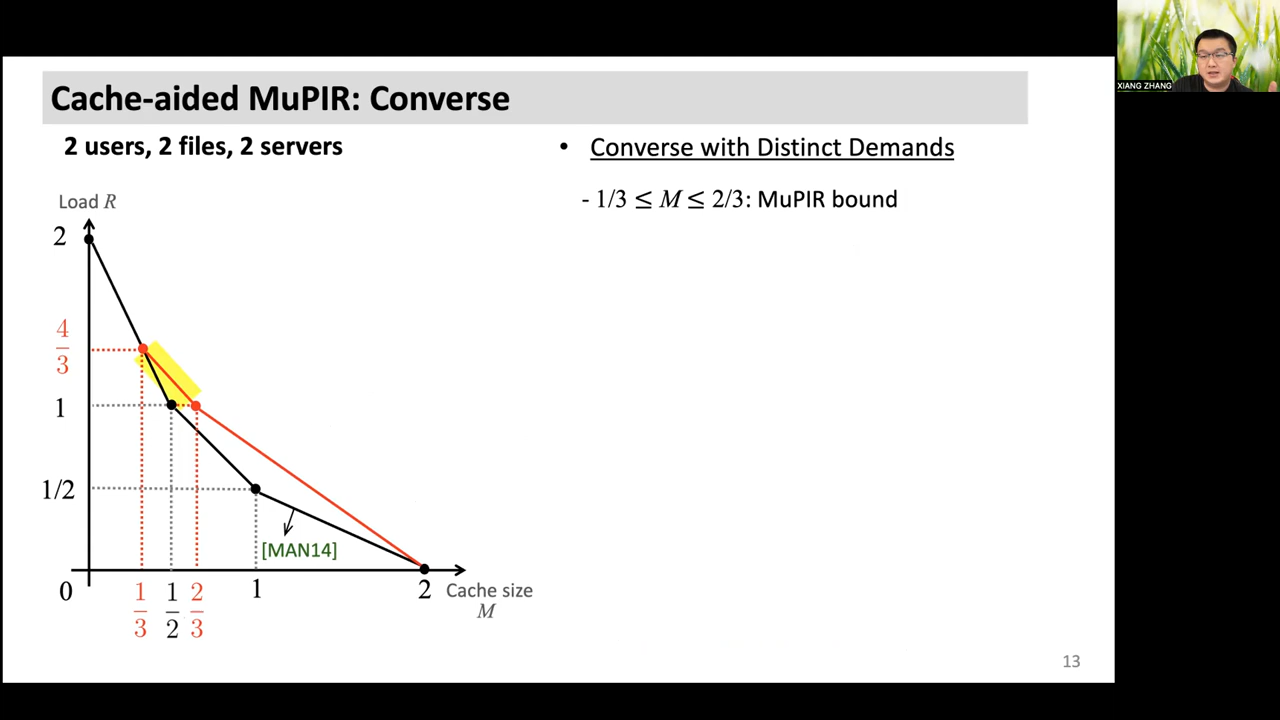 Cache-aided MuPIR: Converse
2 users, 2 files, 2 servers
Load R
2
4
3
1
1/2
0
1
3
1
2
2
3
1
2
[MAN14]
Cache size
M
• Converse with Distinct Demands
- 1/3 ≤ M ≤ 2/3: MuPIR bound
13
XIANG ZHANG